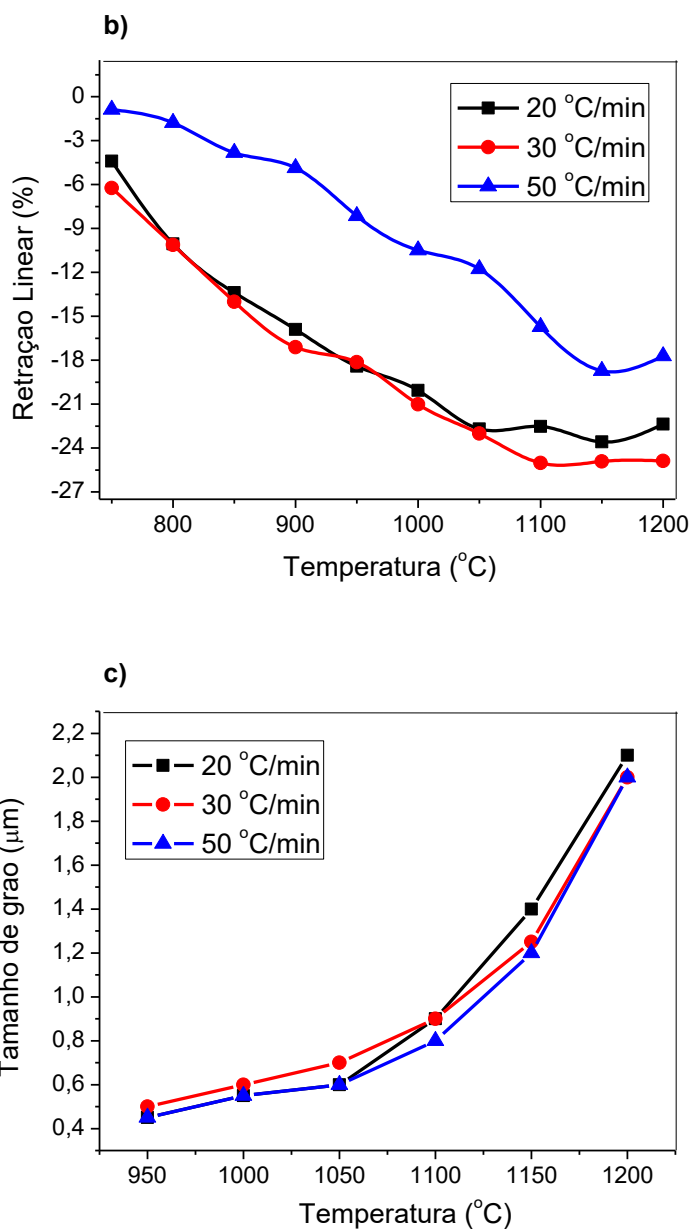 b)
0
-3
-6
-9
-12
-15
-18
-21
-24
-27
Retraçao Linear (%)
20 °C/min
30 °C/min
50 °C/min
800 900 1000 1100 1200
Temperatura (°C)
c)
2,2
2,0
1,8
1,6
1,4
1,2
1,0
0,8
0,6
0,4
Tamanho de grao (μm)
20 °C/min
30 °C/min
50 °C/min
950 1000 1050 1100 1150 1200
Temperatura (°C)